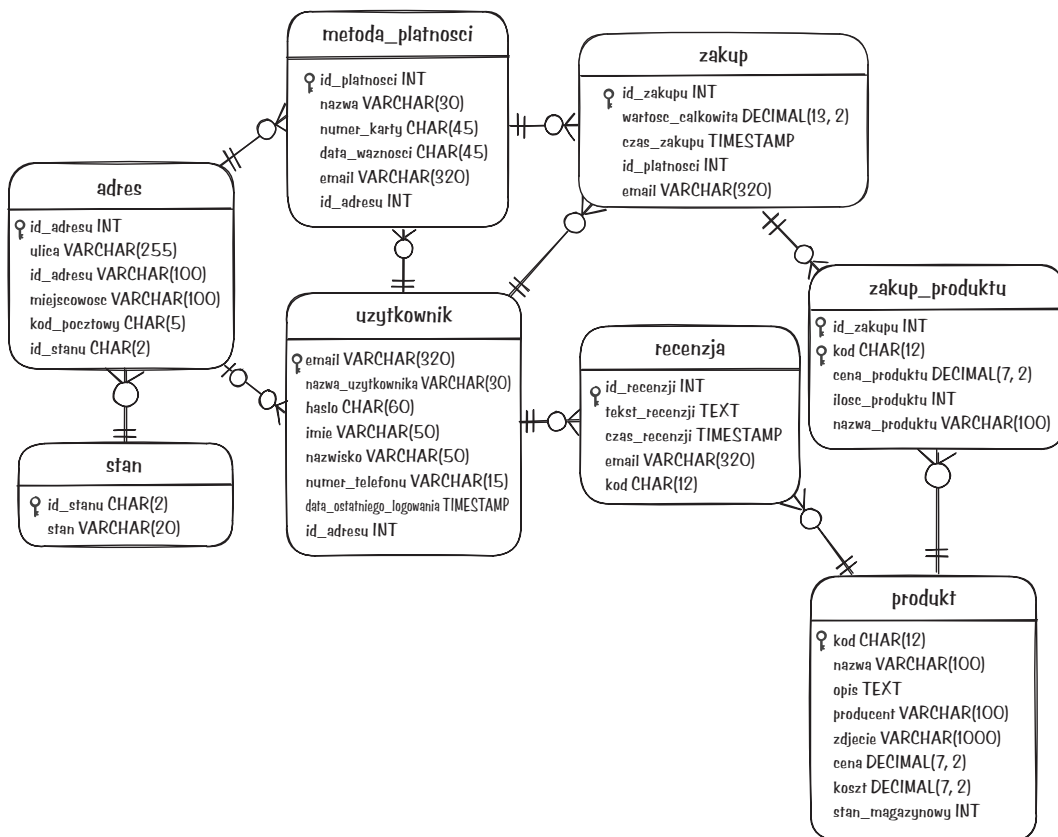 metoda_platnosci
id_platnosci INT
nazwa VARCHAR(30)
numer_karty CHAR(45)
data_waznosci CHAR(45)
email VARCHAR(320)
id_adresu INT
zakup
id_zakupu INT
wartosc_calkowita DECIMAL(13, 2)
czas_zakupu TIMESTAMP
id_platnosci INT
email VARCHAR(320)
adres
id_adresu INT
ulica VARCHAR(255)
id_adresu VARCHAR(100)
miejscowosc VARCHAR(100)
kod_pocztowy CHAR(5)
id_stanu CHAR(2)
uzytkownik
email VARCHAR(320)
nazwa_uzytkownika VARCHAR(30)
haslo CHAR(60)
imie VARCHAR(50)
nazwisko VARCHAR(50)
numer_telefonu VARCHAR(15)
data_ostatniego_logowania TIMESTAMP
id_adresu INT
recenzja
id_recenzji INT
tekst_recenzji TEXT
czas_recenzji TIMESTAMP
email VARCHAR(320)
kod CHAR(12)
zakup_produktu
id_zakupu INT
kod CHAR(12)
cena_produktu DECIMAL(7, 2)
ilosc_produktu INT
nazwa_produktu VARCHAR(100)
stan
id_stanu CHAR(2)
stan VARCHAR(20)
produkt
kod CHAR(12)
nazwa VARCHAR(100)
opis TEXT
producent VARCHAR(100)
zdjecie VARCHAR(1000)
cena DECIMAL(7, 2)
koszt DECIMAL(7, 2)
stan_magazynowy INT